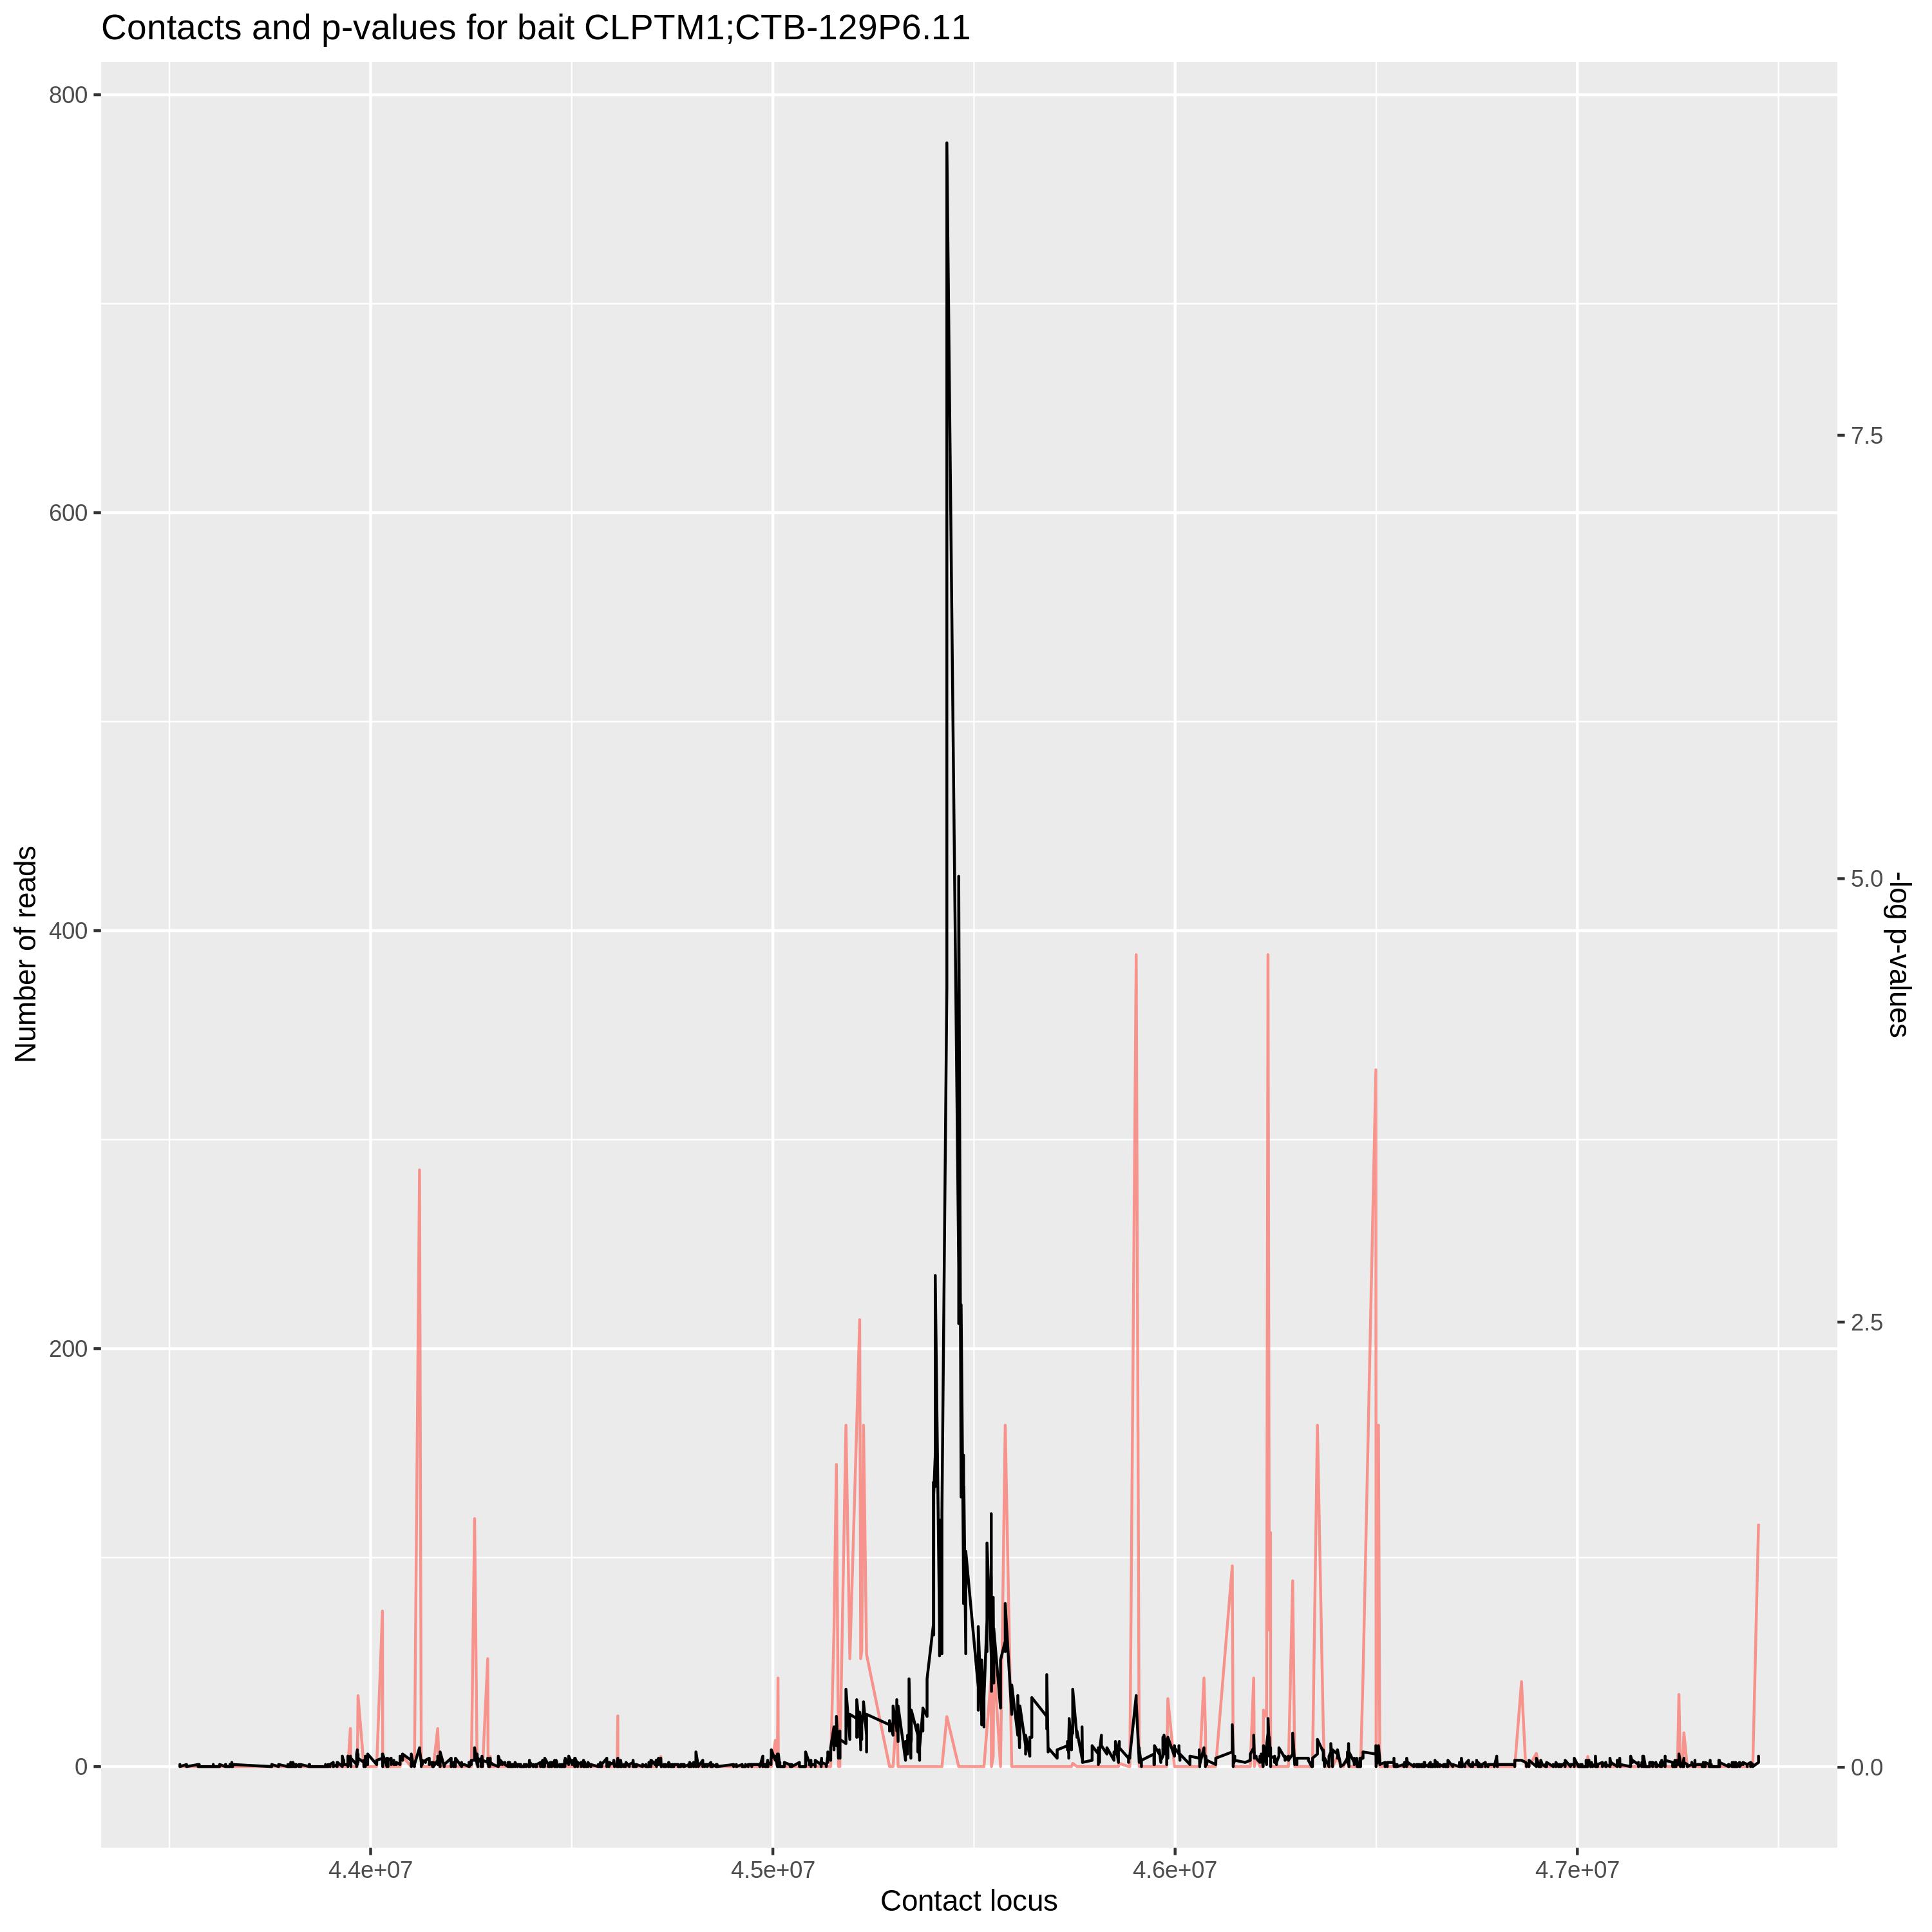 Contacts and p-values for bait CLPTM1;CTB-129P6.11
800
600
400
200
0
Number of reads
7.5
5.0
2.5
0.0
-log p-values
4.4e+07
4.5e+07
4.6e+07
4.7e+07
Contact locus